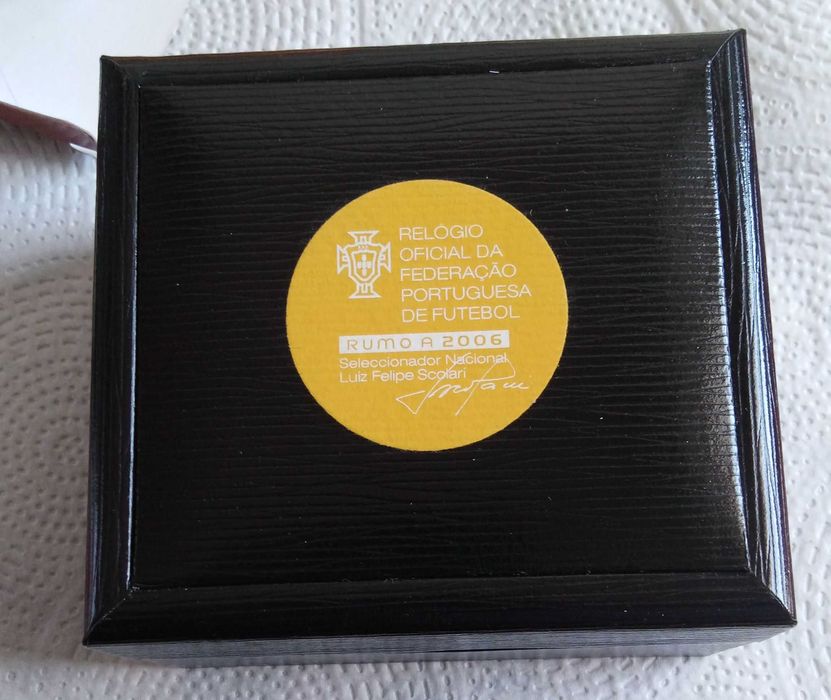 RELÓGIO
OFICIAL DA
FEDERAÇÃO
PORTUGUESA
DE FUTEBOL
RUMO A 2006
Seleccionador Nacional
Luiz Felipe Scolari